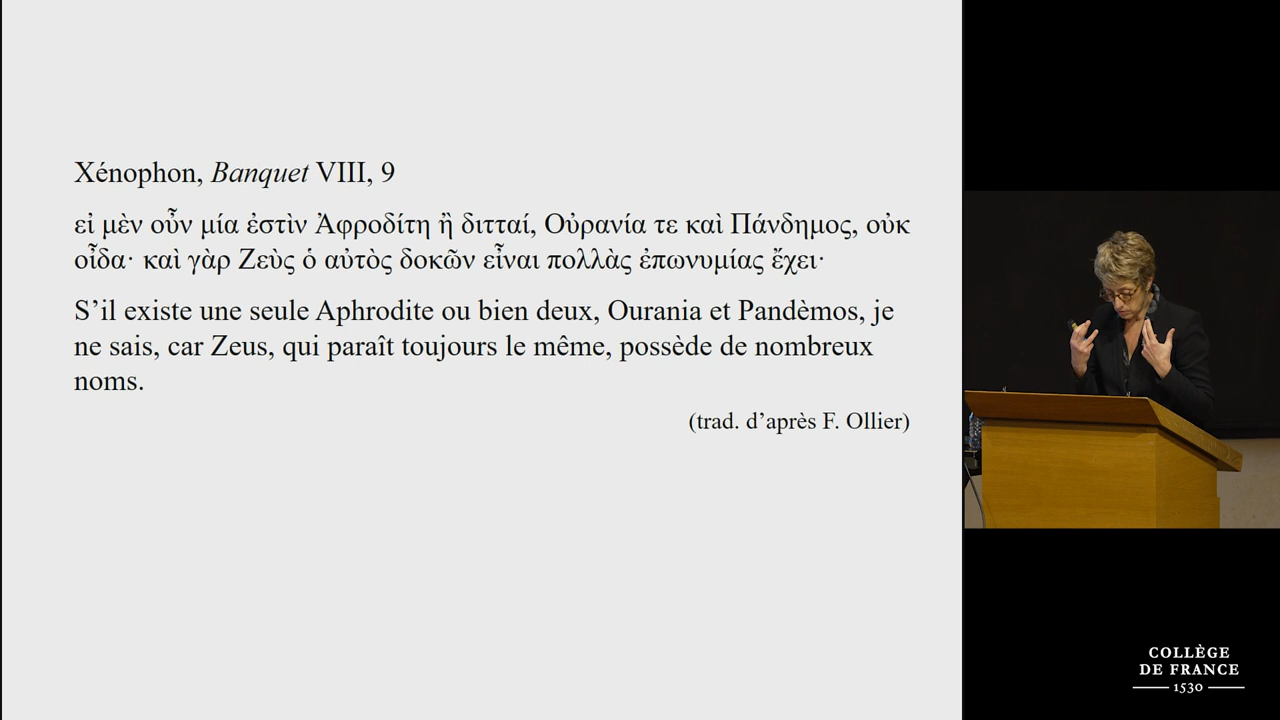 Xénophon, Banquet VIII, 9
εἰ μὲν οὖν μία ἐστὶν Ἀφροδίτη ἢ διτταί, Οὐρανία τε καὶ Πάνδημος, οὐκ
οἶδα· καὶ γὰρ Ζεὺς ὁ αὐτὸς δοκῶν εἶναι πολλὰς ἐπωνυμίας ἔχει·
S’il existe une seule Aphrodite ou bien deux, Ourania et Pandèmos, je
ne sais, car Zeus, qui paraît toujours le même, possède de nombreux
noms.
(trad. d’après F. Ollier)
COLLÈGE
DE FRANCE
1530